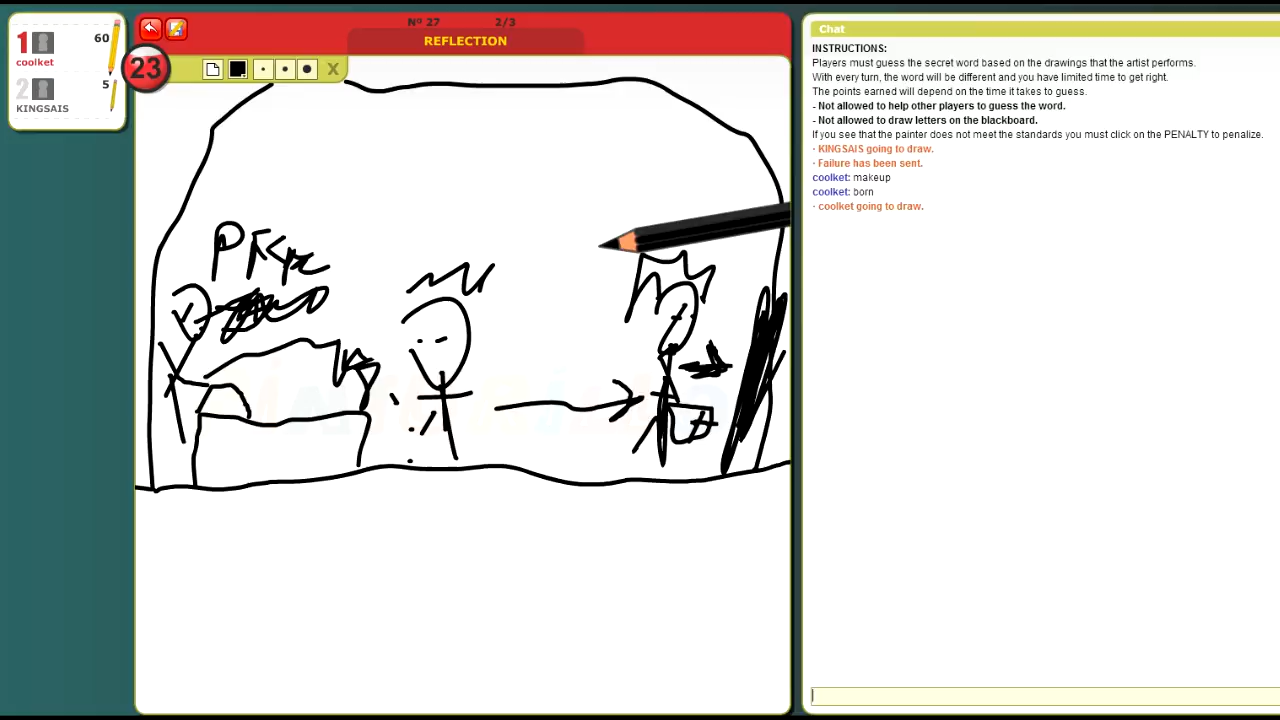 1
60
coolket
2
5
KINGSAIS
23
Nº 27
2/3
REFLECTION
X
Chat
INSTRUCTIONS:
Players must guess the secret word based on the drawings that the artist performs.
With every turn, the word will be different and you have limited time to get right.
The points earned will depend on the time it takes to guess.
- Not allowed to help other players to guess the word.
- Not allowed to draw letters on the blackboard.
If you see that the painter does not meet the standards you must click on the PENALTY to penalize.
· KINGSAIS going to draw.
· Failure has been sent.
coolket: makeup
coolket: born
· coolket going to draw.